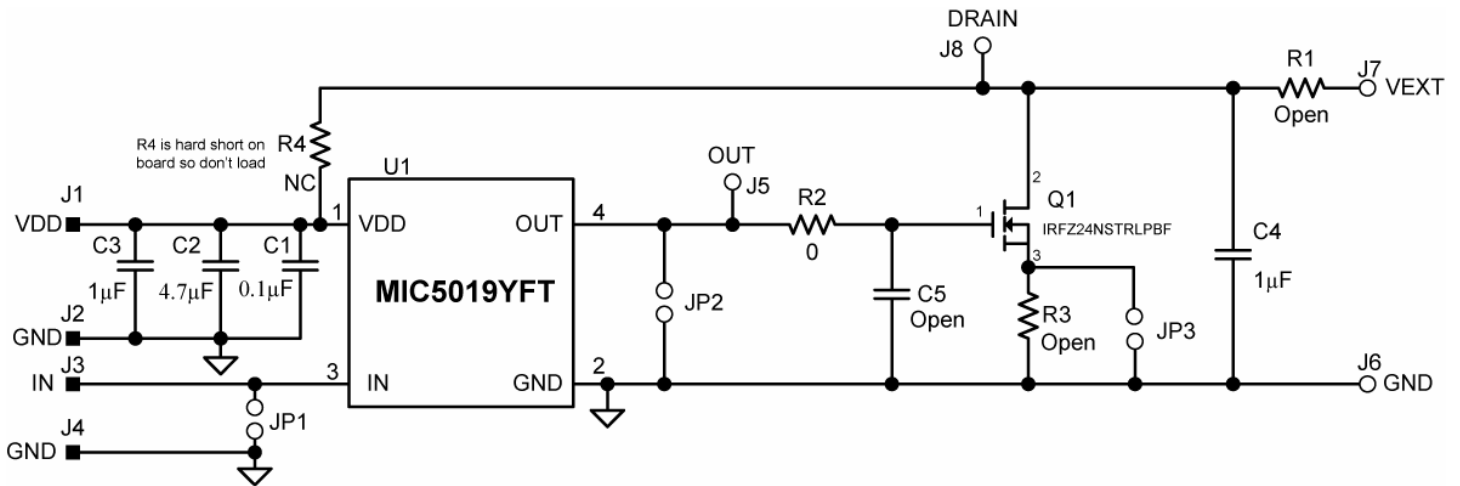 DRAIN
J8
R1
J7
VEXT
Open
R4 is hard short on
board so don't load
R4
NC
U1
OUT
J5
R2
0
J1
VDD
1
VDD
OUT
4
1
2
Q1
IRFZ24NSTRLPBF
3
C3
1µF
C2
4.7µF
C1
0.1µF
MIC5019YFT
JP2
C5
Open
R3
Open
JP3
C4
1µF
J2
GND
J3
IN
3
IN
GND
2
J6
GND
JP1
J4
GND